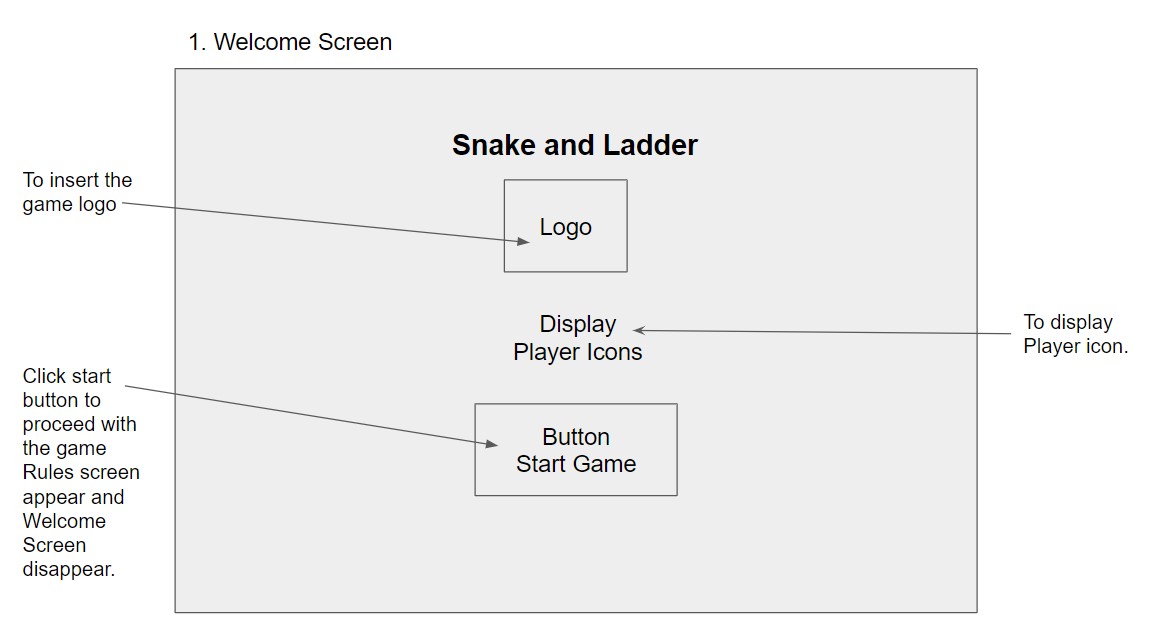 1. Welcome Screen
Snake and Ladder
To insert the
game logo
Logo
Display
Player Icons
To display
Player icon.
Click start
button to
proceed with
the game
Rules screen
appear and
Welcome
Screen
disappear.
Button
Start Game